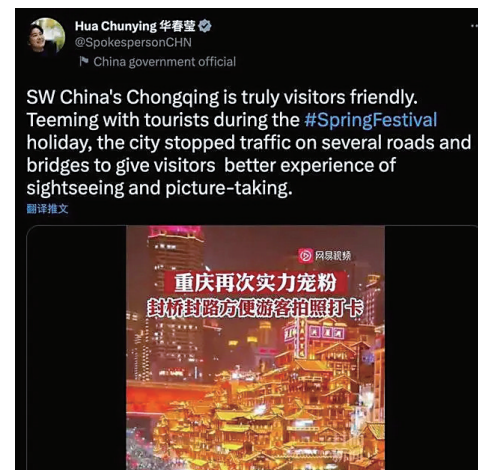 Hua Chunying 华春莹
@SpokespersonCHN
China government official
SW China's Chongqing is truly visitors friendly.
Teeming with tourists during the #SpringFestival
holiday, the city stopped traffic on several roads and
bridges to give visitors  better experience of
sightseeing and picture-taking.
翻译推文
网易视频
重庆再次实力宠粉
封桥封路方便游客拍照打卡